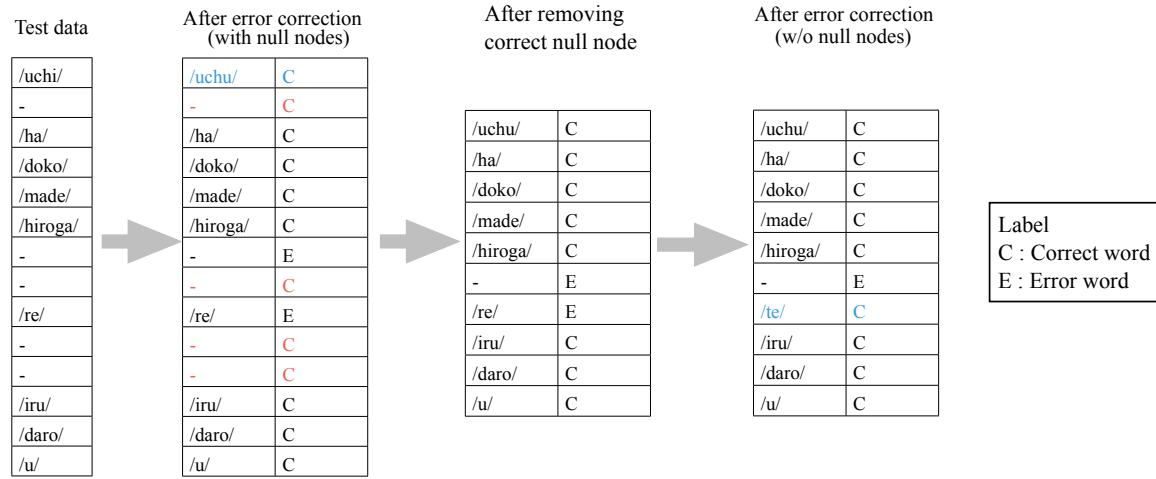 Test data
/uchi/
-
/ha/
/doko/
/made/
/hiroga/
-
-
/re/
-
-
/iru/
/daro/
/u/
After error correction
(with null nodes)
/uchu/ C
- C
/ha/ C
/doko/ C
/made/ C
/hiroga/ C
- E
- C
/re/ E
- C
- C
/iru/ C
/daro/ C
/u/ C
After removing
correct null node
/uchu/ C
/ha/ C
/doko/ C
/made/ C
/hiroga/ C
- E
/re/ E
/iru/ C
/daro/ C
/u/ C
After error correction
(w/o null nodes)
/uchu/ C
/ha/ C
/doko/ C
/made/ C
/hiroga/ C
- E
/te/ C
/iru/ C
/daro/ C
/u/ C
Label
C : Correct word
E : Error word